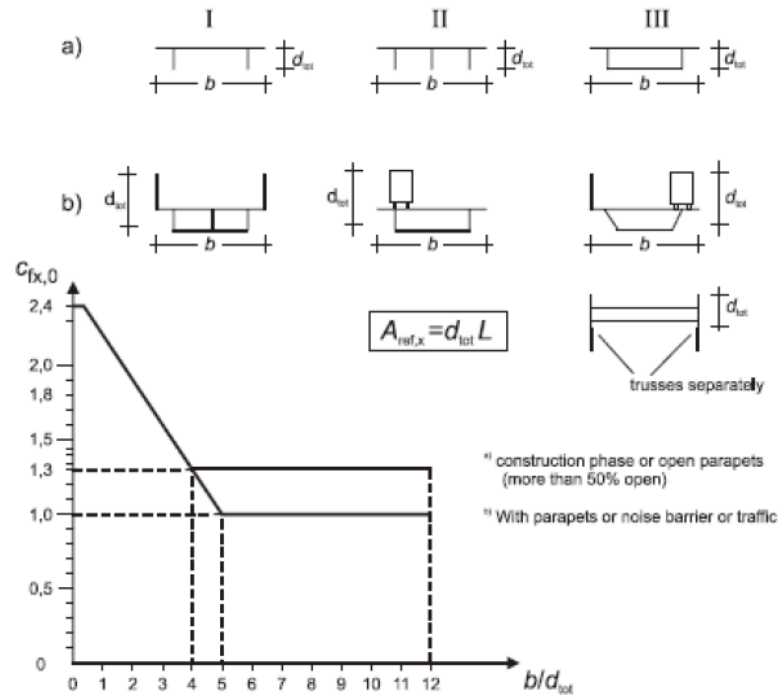 I II III
a) d_tot d_tot d_tot
b b b
b) d_tot d_tot d_tot
b b b
c_fx,0
2,4
A_ref,x=d_tot L
d_tot
2,0
trusses separately
1,8
1,5
a) construction phase or open parapets
1,3
(more than 50% open)
1,0
b) With parapets or noise barrier or traffic
0,5
0
0 1 2 3 4 5 6 7 8 9 10 11 12
b/d_tot